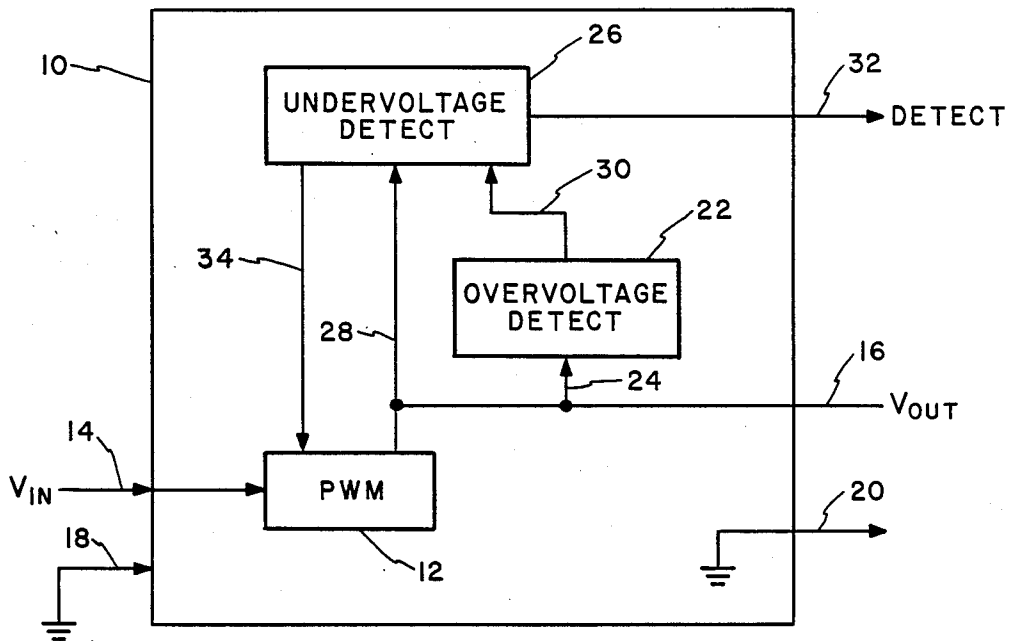 26
10
32
UNDERVOLTAGE
DETECT
DETECT
30
22
34
OVERVOLTAGE
DETECT
28
24
16
VOUT
14
VIN
PWM
20
18
12